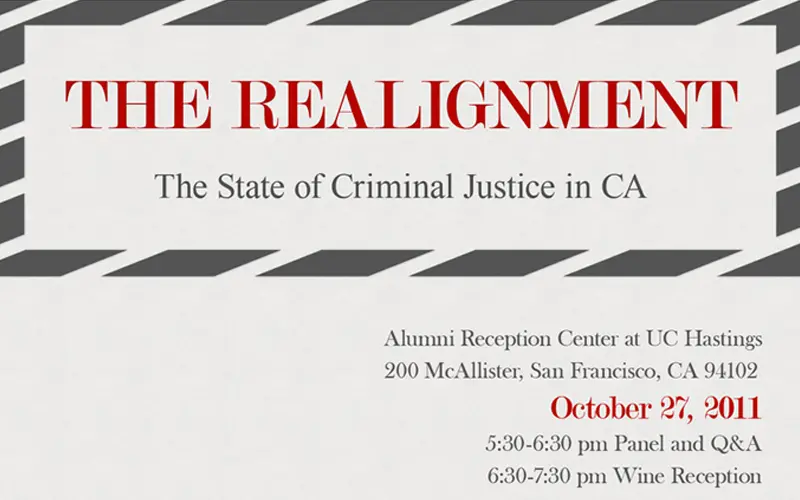 THE REALIGNMENT
The State of Criminal Justice in CA
Alumni Reception Center at UC Hastings
200 McAllister, San Francisco, CA 94102
October 27, 2011
5:30-6:30 pm Panel and Q&A
6:30-7:30 pm Wine Reception